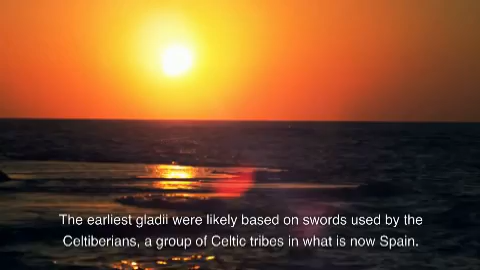 The earliest gladii were likely based on swords used by the
Celtiberians, a group of Celtic tribes in what is now Spain.